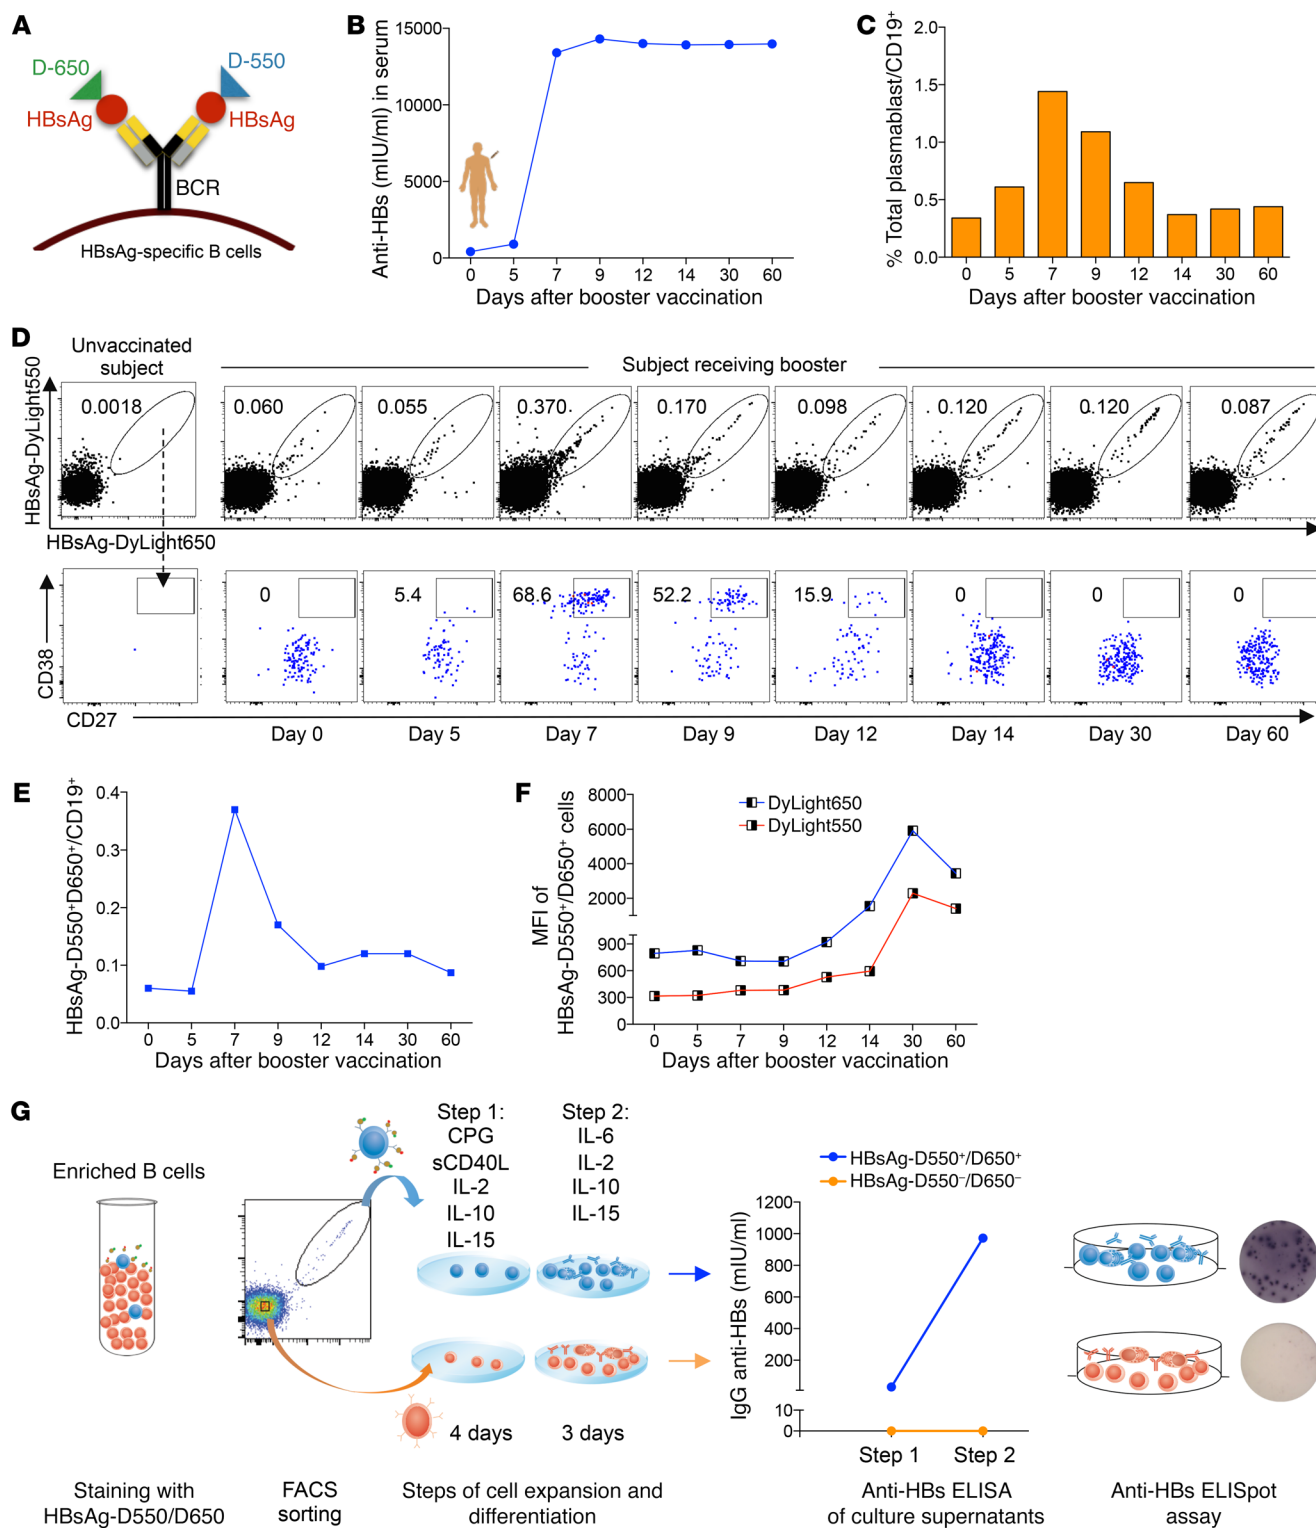 A
D-650
D-550
HBsAg
HBsAg
BCR
HBsAg-specific B cells
B
Anti-HBs (mIU/ml) in serum
15000
10000
5000
0
0 5 7 9 12 14 30 60
Days after booster vaccination
C
% Total plasmablast/CD19⁺
2.0
1.5
1.0
0.5
0.0
0 5 7 9 12 14 30 60
Days after booster vaccination
D
Unvaccinated
subject
Subject receiving booster
HBsAg-DyLight550
0.0018 0.060 0.055 0.370 0.170 0.098 0.120 0.120 0.087
HBsAg-DyLight650
CD38
0 5.4 68.6 52.2 15.9 0 0 0
CD27
Day 0 Day 5 Day 7 Day 9 Day 12 Day 14 Day 30 Day 60
E
HBsAg-D550⁺D650⁺/CD19⁺
0.4
0.3
0.2
0.1
0.0
0 5 7 9 12 14 30 60
Days after booster vaccination
F
MFI of
HBsAg-D550⁺/D650⁺ cells
8000
6000
4000
2000
900
600
300
0
DyLight650
DyLight550
0 5 7 9 12 14 30 60
Days after booster vaccination
G
Enriched B cells
Step 1:
CPG
sCD40L
IL-2
IL-10
IL-15
Step 2:
IL-6
IL-2
IL-10
IL-15
4 days
3 days
HBsAg-D550⁺/D650⁺
HBsAg-D550⁻/D650⁻
IgG anti-HBs (mIU/ml)
1200
1000
800
600
400
200
10
0
Step 1 Step 2
Staining with
HBsAg-D550/D650
FACS
sorting
Steps of cell expansion and
differentiation
Anti-HBs ELISA
of culture supernatants
Anti-HBs ELISpot
assay